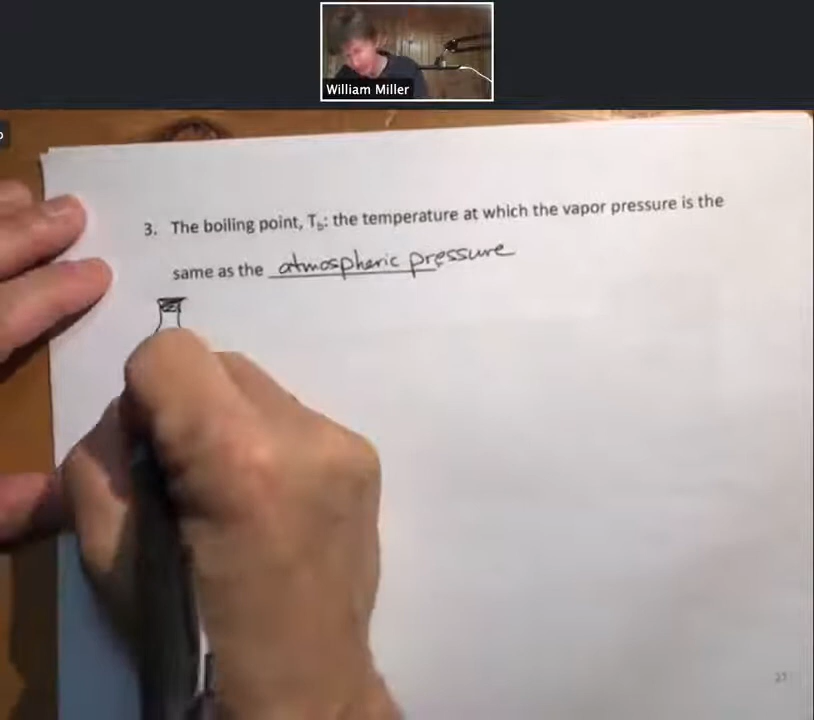 William Miller
3. The boiling point, Tb: the temperature at which the vapor pressure is the
same as the atmospheric pressure
27